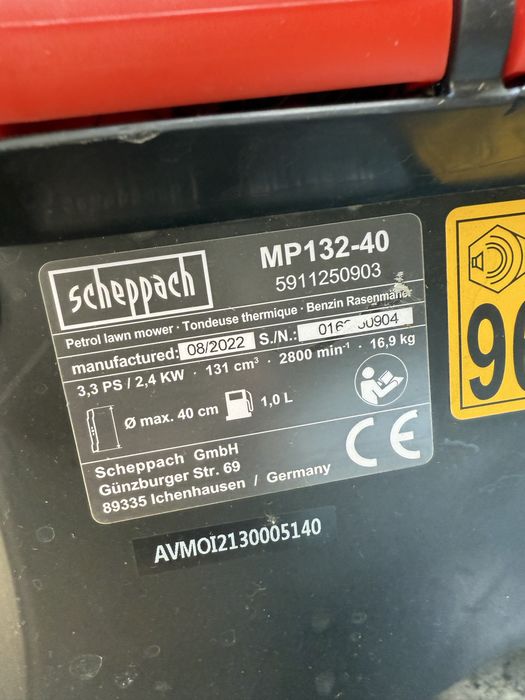 scheppach
MP132-40
5911250903
Petrol lawn mower · Tondeuse thermique · Benzin Rasenmäher
manufactured: 08/2022 S./N.:
3,3 PS / 2,4 KW · 131 cm³ · 2800 min⁻¹ · 16,9 kg
Ø max. 40 cm 1,0 L
Scheppach GmbH
Günzburger Str. 69
89335 Ichenhausen / Germany
CE
AVMOI2130005140